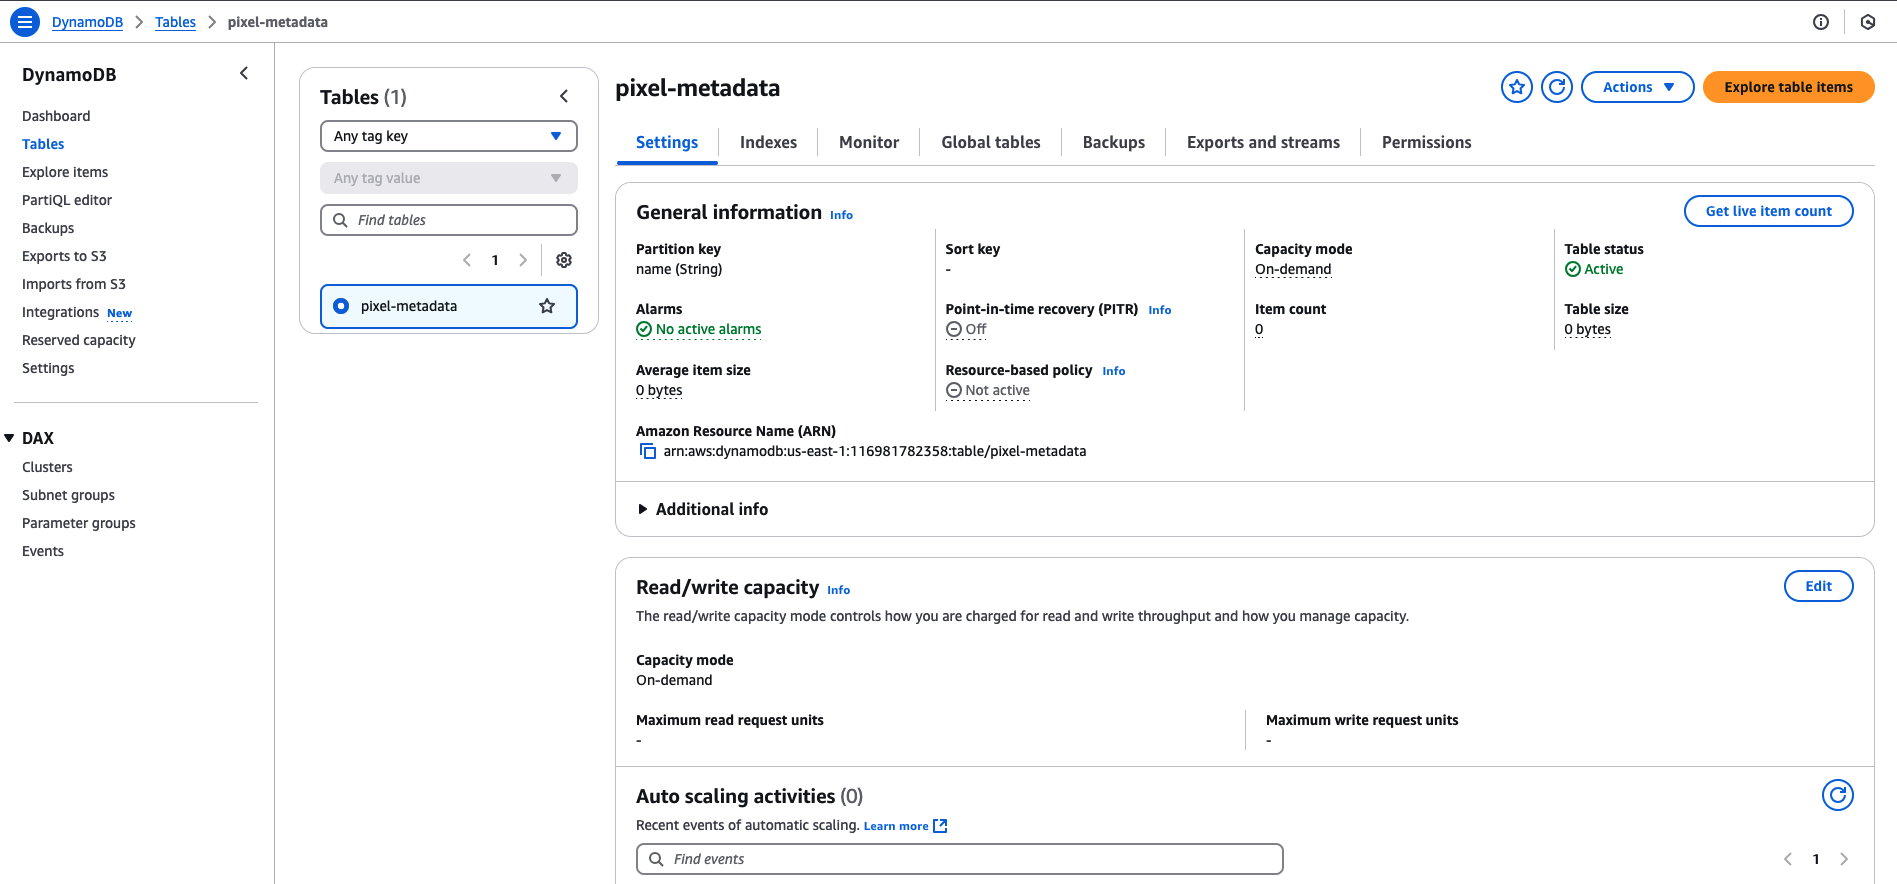 DynamoDB > Tables > pixel-metadata
DynamoDB
Dashboard
Tables
Explore items
PartiQL editor
Backups
Exports to S3
Imports from S3
Integrations New
Reserved capacity
Settings
DAX
Clusters
Subnet groups
Parameter groups
Events
Tables (1)
Any tag key
Any tag value
Find tables
1
pixel-metadata
pixel-metadata
Actions
Explore table items
Settings
Indexes
Monitor
Global tables
Backups
Exports and streams
Permissions
General information Info
Get live item count
Partition key
name (String)
Sort key
-
Capacity mode
On-demand
Table status
Active
Alarms
No active alarms
Point-in-time recovery (PITR) Info
Off
Item count
0
Table size
0 bytes
Average item size
0 bytes
Resource-based policy Info
Not active
Amazon Resource Name (ARN)
arn:aws:dynamodb:us-east-1:116981782358:table/pixel-metadata
Additional info
Read/write capacity Info
Edit
The read/write capacity mode controls how you are charged for read and write throughput and how you manage capacity.
Capacity mode
On-demand
Maximum read request units
-
Maximum write request units
-
Auto scaling activities (0)
Recent events of automatic scaling. Learn more
Find events
1